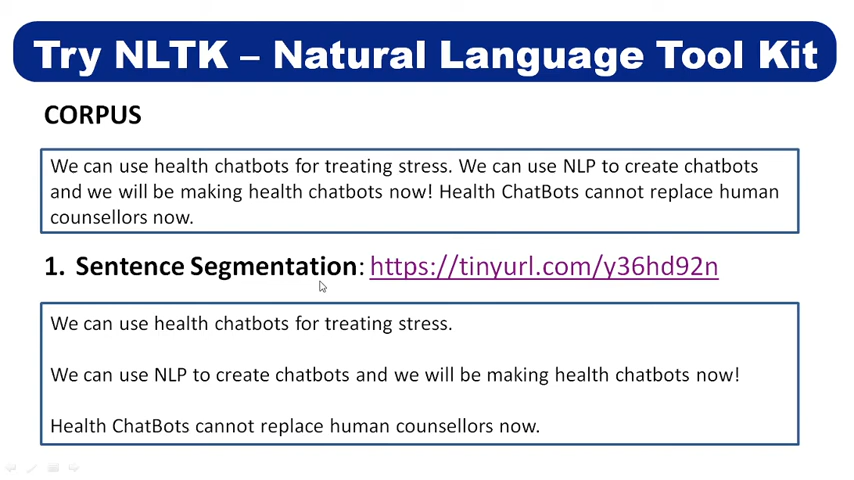 Try NLTK – Natural Language Tool Kit
CORPUS
We can use health chatbots for treating stress. We can use NLP to create chatbots
and we will be making health chatbots now! Health ChatBots cannot replace human
counsellors now.
1. Sentence Segmentation: https://tinyurl.com/y36hd92n
We can use health chatbots for treating stress.
We can use NLP to create chatbots and we will be making health chatbots now!
Health ChatBots cannot replace human counsellors now.